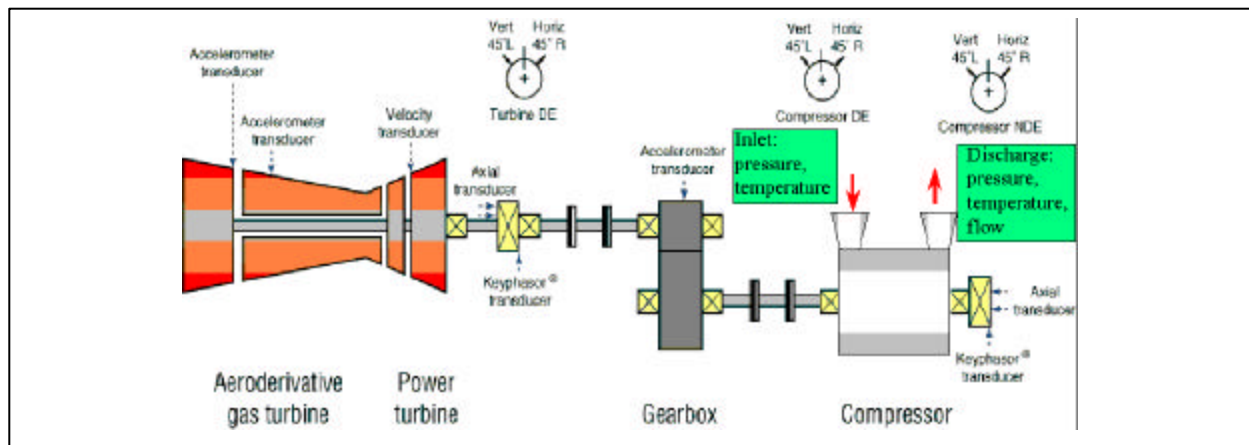 Vert Horiz
45°L 45° R
Turbine DE
Vert Horiz
45°L 45° R
Compressor DE
Vert Horiz
45°L 45° R
Compressor NDE
Accelerometer
transducer
Accelerometer
transducer
Velocity
transducer
Axial
transducer
Keyphasor®
transducer
Accelerometer
transducer
Inlet:
pressure,
temperature
Discharge:
pressure,
temperature,
flow
Axial
transducer
Keyphasor®
transducer
Aeroderivative
gas turbine
Power
turbine
Gearbox
Compressor